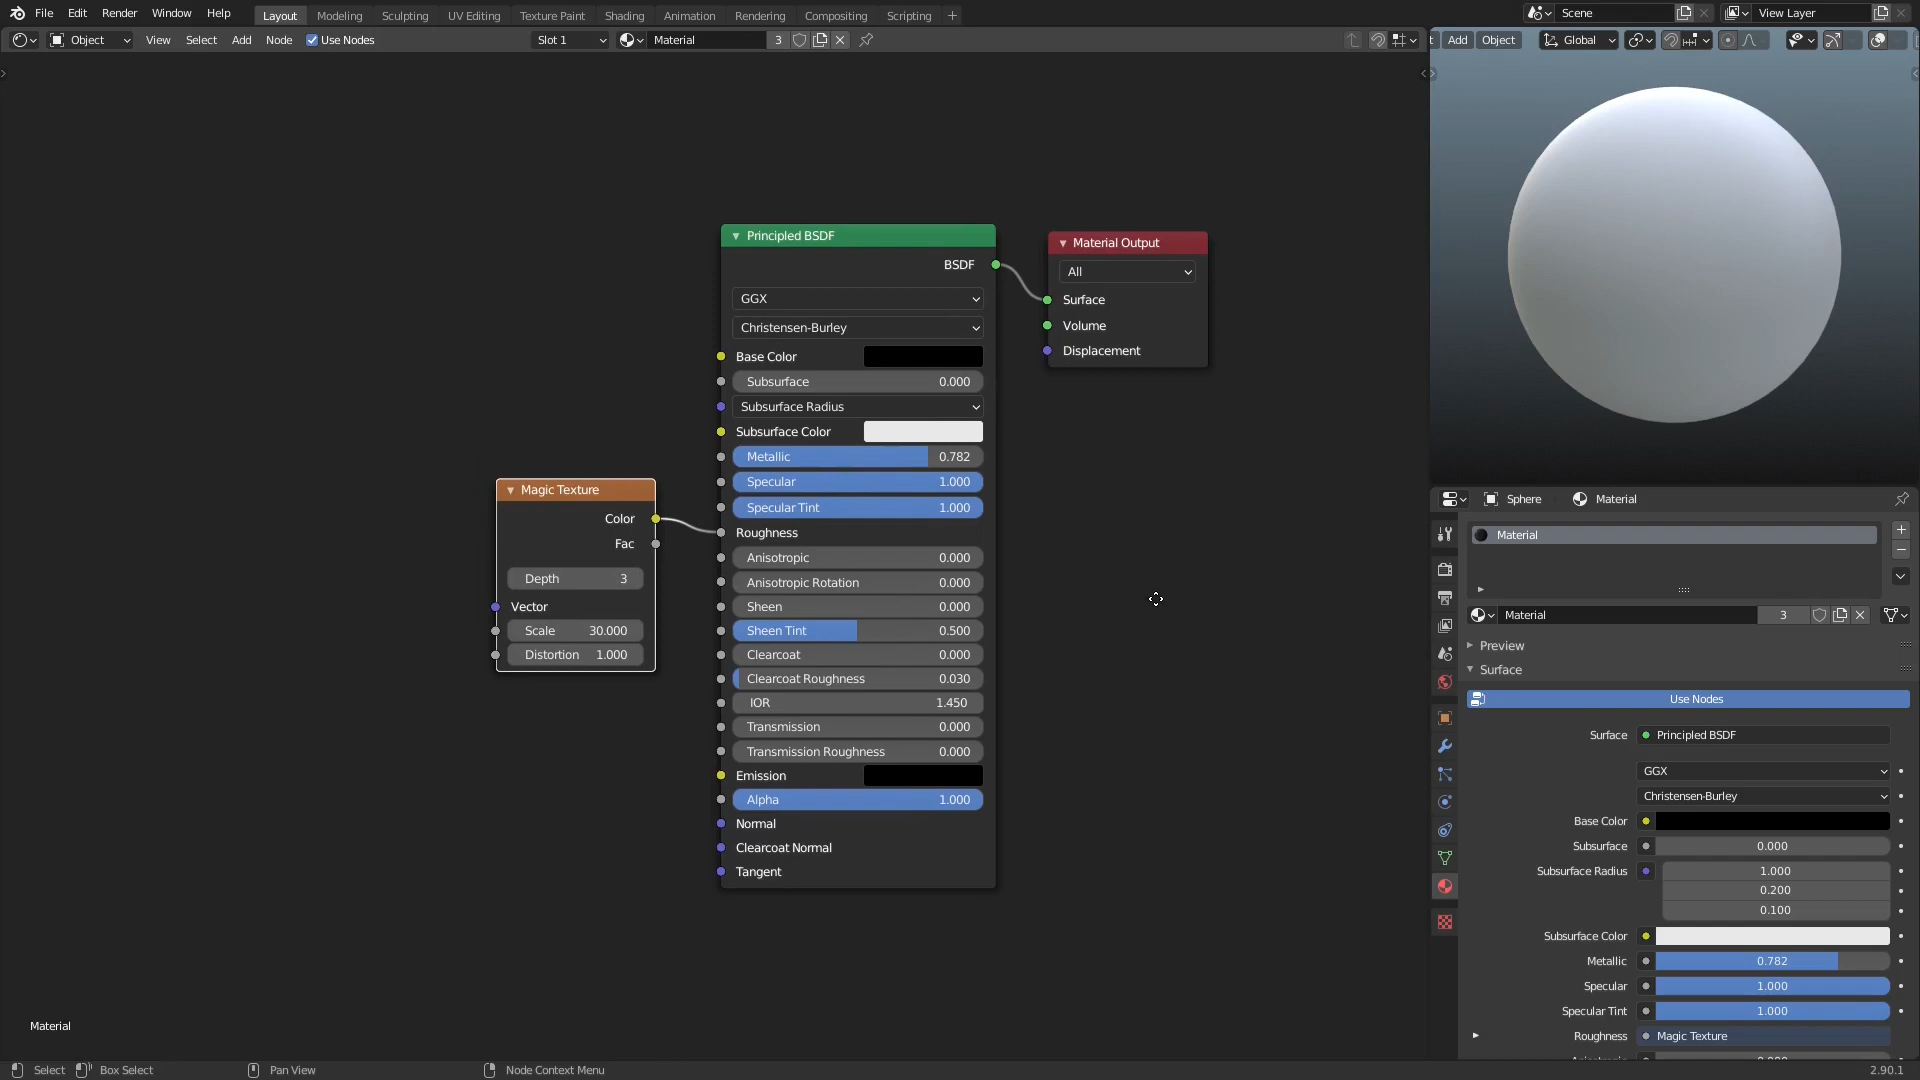 File Edit Render Window Help Layout Modeling Sculpting UV Editing Texture Paint Shading Animation Rendering Compositing Scripting + Scene View Layer
Object View Select Add Node Use Nodes Slot 1 Material 3 Add Object Global
Principled BSDF
BSDF
GGX
Christensen-Burley
Base Color
Subsurface 0.000
Subsurface Radius
Subsurface Color
Metallic 0.782
Specular 1.000
Specular Tint 1.000
Roughness
Anisotropic 0.000
Anisotropic Rotation 0.000
Sheen 0.000
Sheen Tint 0.500
Clearcoat 0.000
Clearcoat Roughness 0.030
IOR 1.450
Transmission 0.000
Transmission Roughness 0.000
Emission
Alpha 1.000
Normal
Clearcoat Normal
Tangent
Material Output
All
Surface
Volume
Displacement
Magic Texture
Color
Fac
Depth 3
Vector
Scale 30.000
Distortion 1.000
Material
Sphere Material
Material
Material 3
Preview
Surface
Use Nodes
Surface Principled BSDF
GGX
Christensen-Burley
Base Color
Subsurface 0.000
Subsurface Radius 1.000
0.200
0.100
Subsurface Color
Metallic 0.782
Specular 1.000
Specular Tint 1.000
Roughness Magic Texture
Select Box Select Pan View Node Context Menu 2.90.1